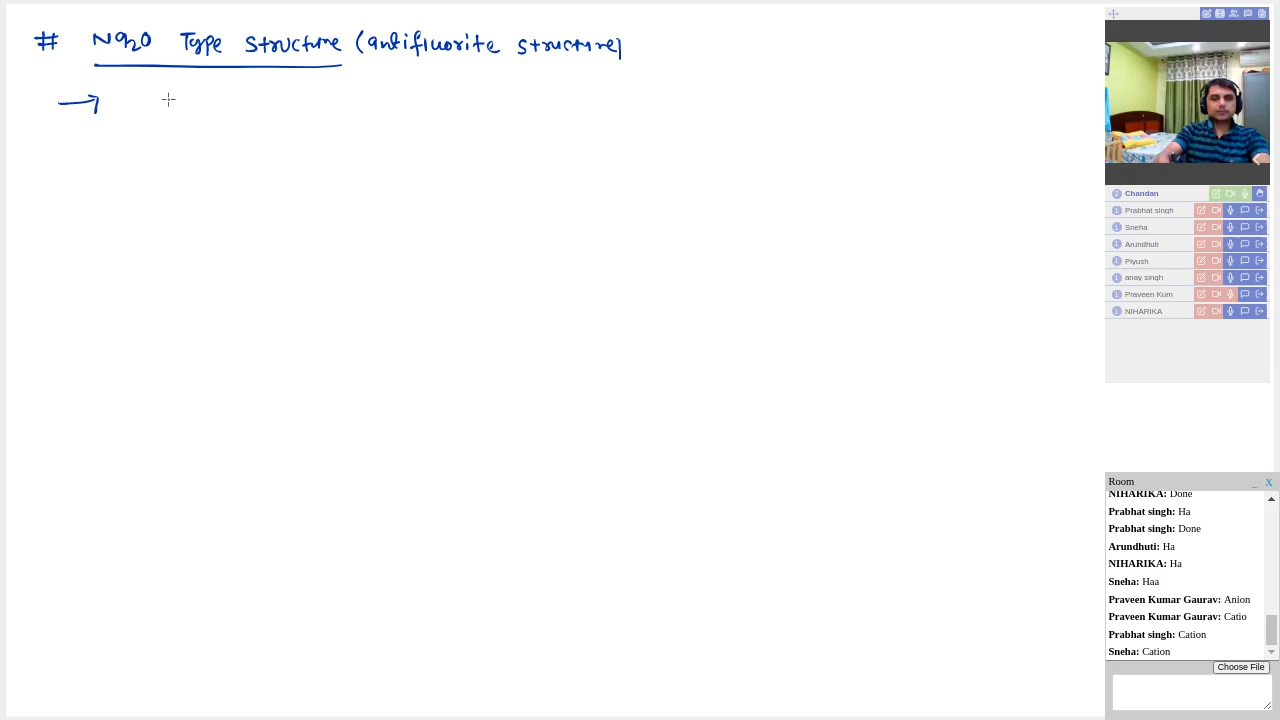 # Na2O Type structure (antifluorite structure)
→
Chandan
Prabhat singh
Sneha
Arundhuti
Piyush
anay singh
Praveen Kum
NIHARIKA
Room _ X
NIHARIKA: Done
Prabhat singh: Ha
Prabhat singh: Done
Arundhuti: Ha
NIHARIKA: Ha
Sneha: Haa
Praveen Kumar Gaurav: Anion
Praveen Kumar Gaurav: Catio
Prabhat singh: Cation
Sneha: Cation
Choose File